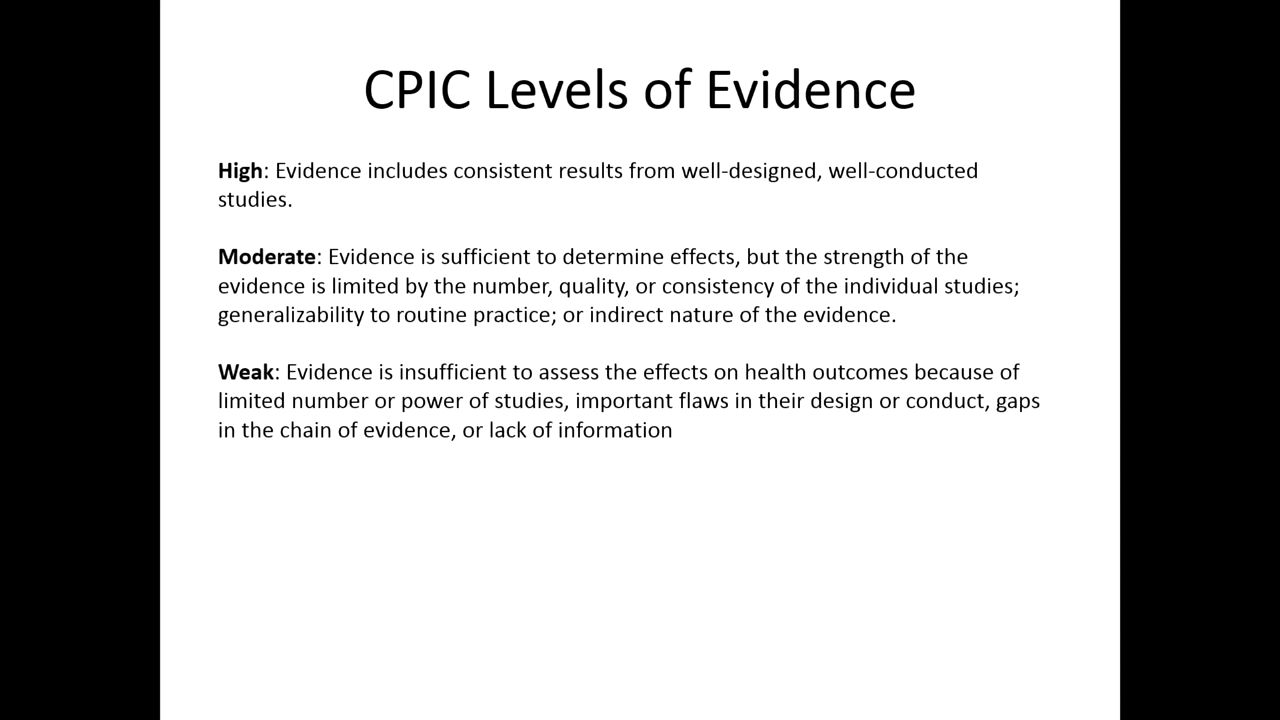 CPIC Levels of Evidence
High: Evidence includes consistent results from well-designed, well-conducted
studies.
Moderate: Evidence is sufficient to determine effects, but the strength of the
evidence is limited by the number, quality, or consistency of the individual studies;
generalizability to routine practice; or indirect nature of the evidence.
Weak: Evidence is insufficient to assess the effects on health outcomes because of
limited number or power of studies, important flaws in their design or conduct, gaps
in the chain of evidence, or lack of information